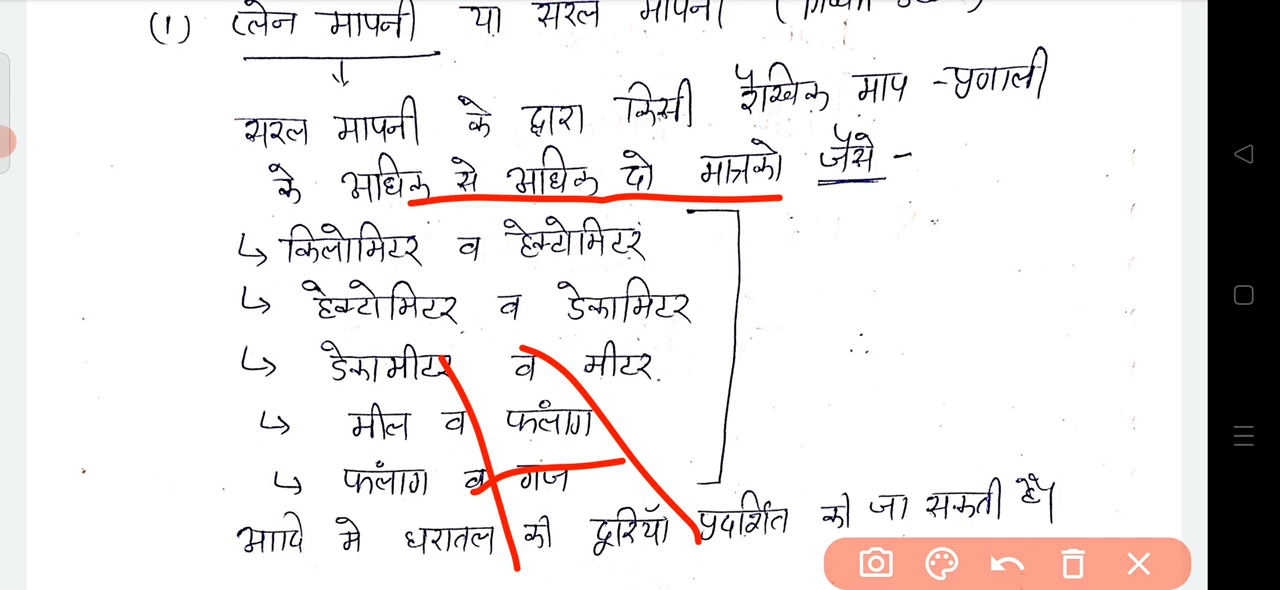 (1) प्लेन मापनी या सरल मापनी
सरल मापनी के द्वारा किसी रैखिक माप - प्रणाली
के अधिक से अधिक दो मात्रको जैसे -
↳ किलोमिटर व हेक्टोमिटर
↳ हेक्टोमिटर व डेकामिटर
↳ डेकामीटर व मीटर
↳ मील व फर्लांग
↳ फर्लांग व गज
आदि मे धरातल की दूरियाँ प्रदर्शित की जा सकती है।